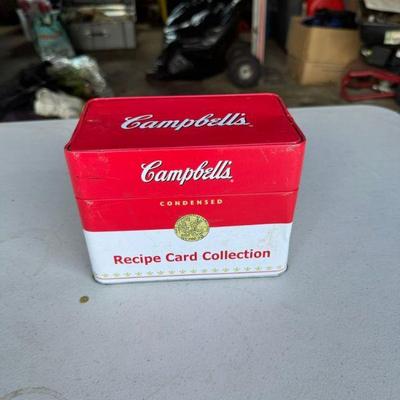 Campbell's.
Campbell's.
CONDENSED
Recipe Card Collection